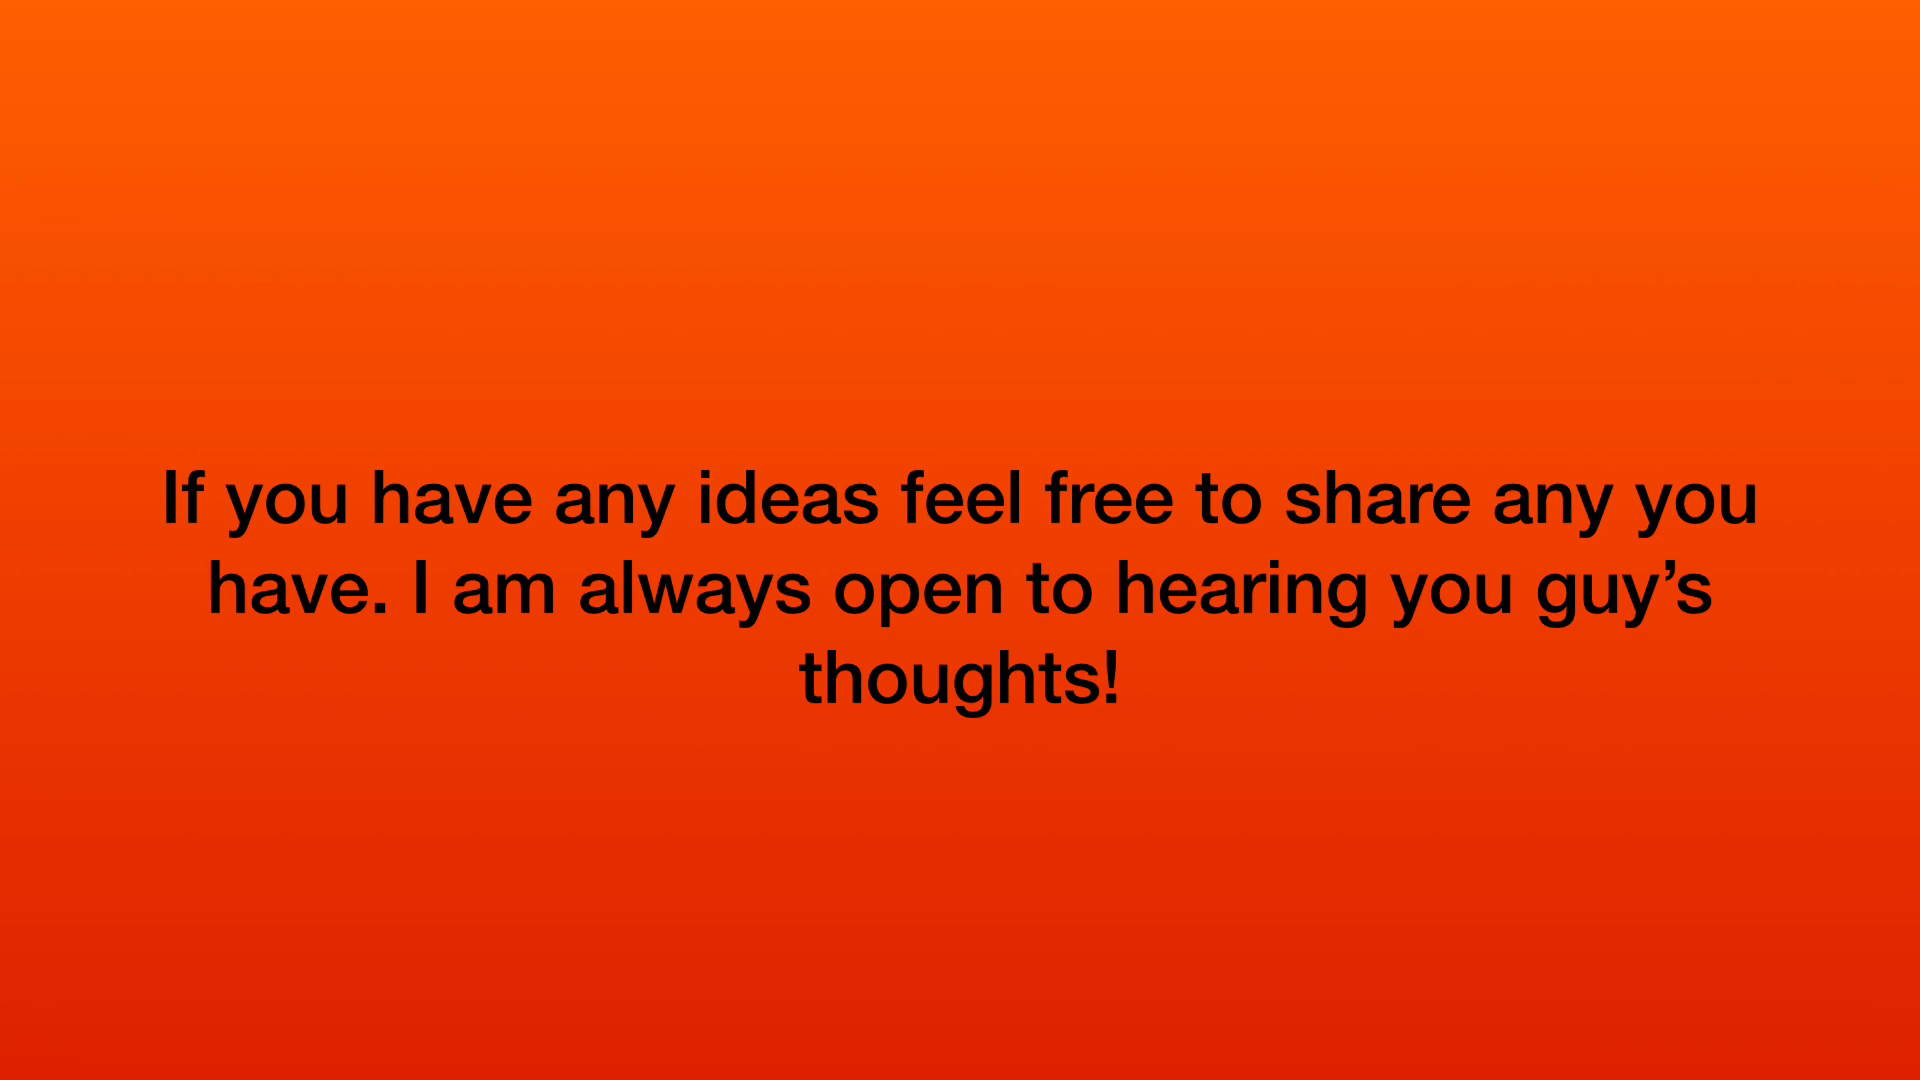 If you have any ideas feel free to share any you
have. I am always open to hearing you guy’s
thoughts!